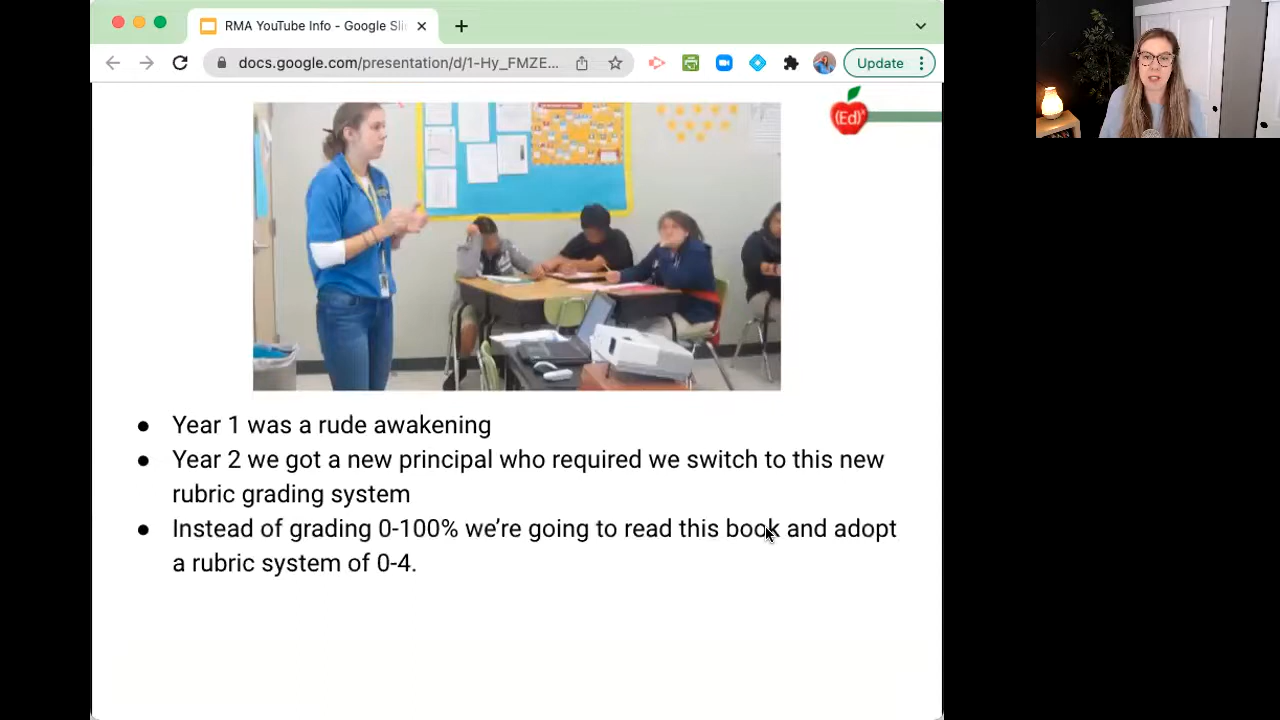 RMA YouTube Info - Google Sli
docs.google.com/presentation/d/1-Hy_FMZE...
Update
(Ed)ˣ
● Year 1 was a rude awakening
● Year 2 we got a new principal who required we switch to this new
rubric grading system
● Instead of grading 0-100% we’re going to read this book and adopt
a rubric system of 0-4.